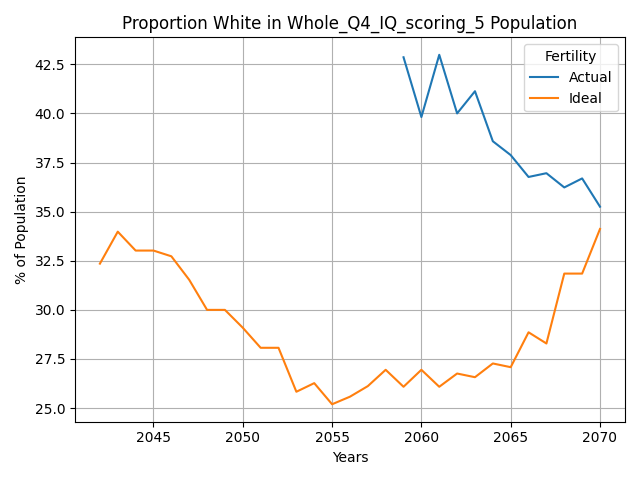 Proportion White in Whole_Q4_IQ_scoring_5 Population
Fertility
Actual
Ideal
% of Population
42.5
40.0
37.5
35.0
32.5
30.0
27.5
25.0
2045
2050
2055
2060
2065
2070
Years